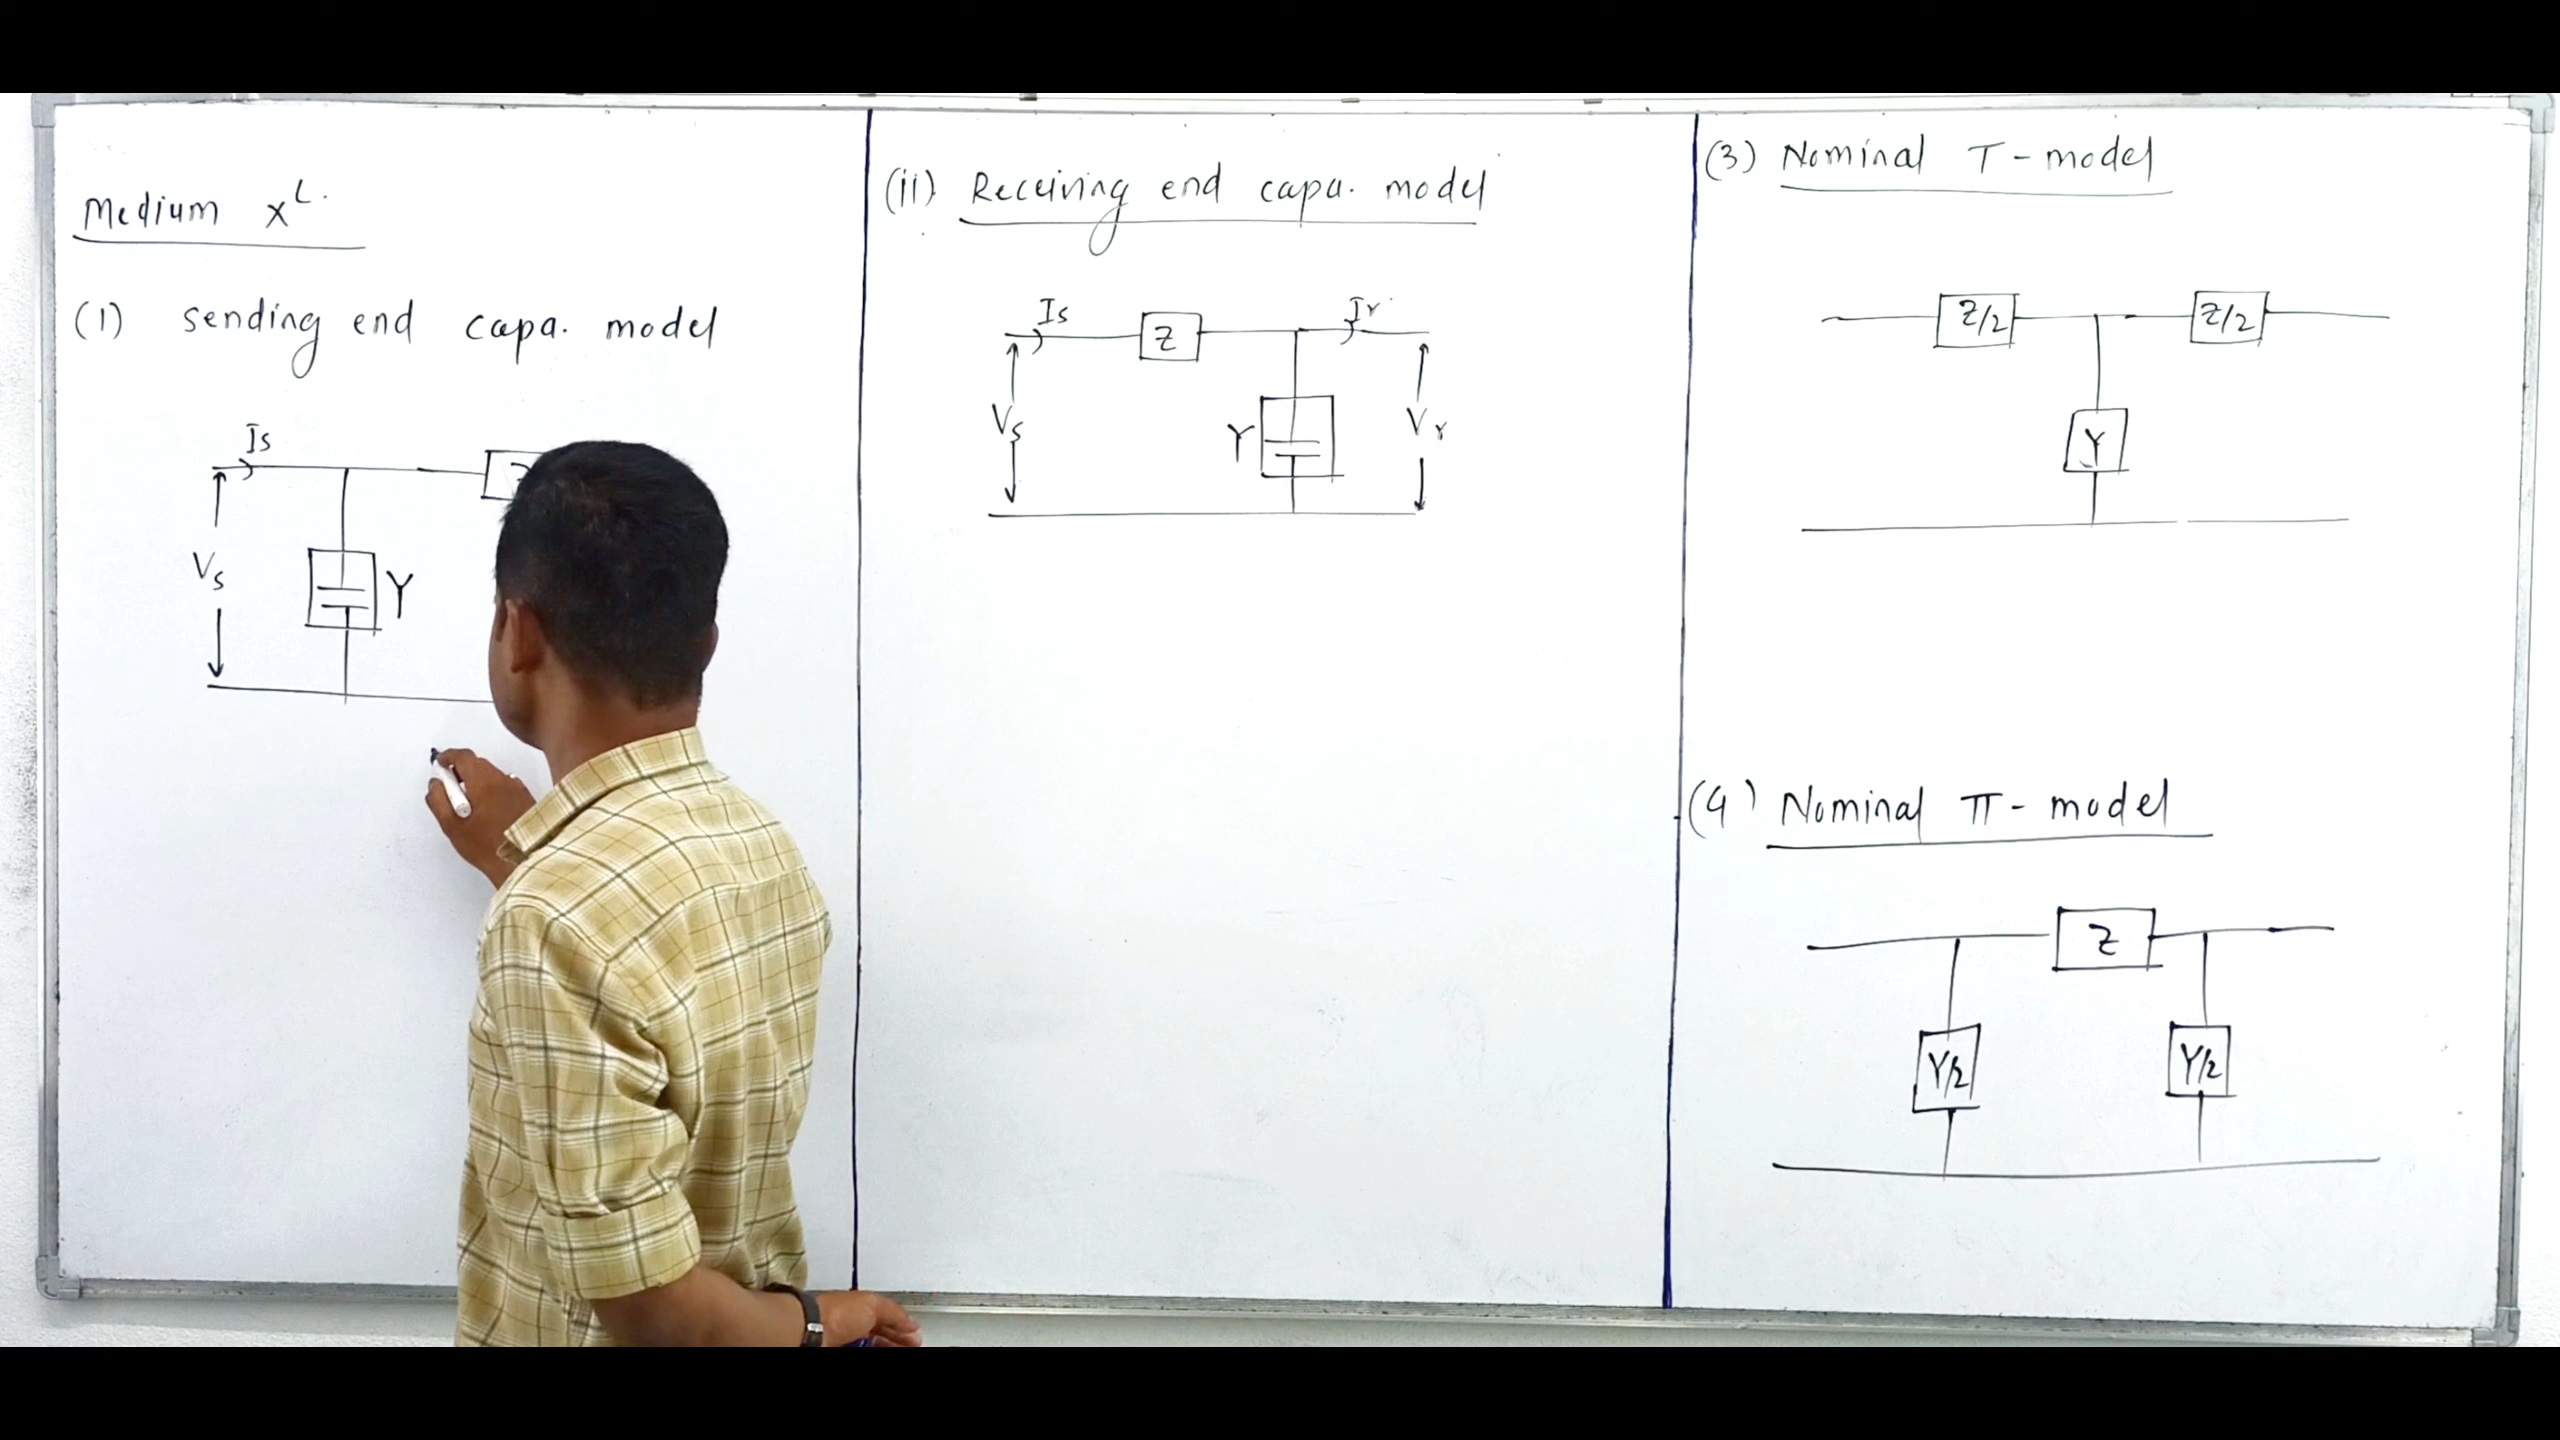 Medium x^L.
(1) sending end capa. model
Is
Vs
Y
(ii) Receiving end capa. model
Is
Ir
Z
Vs
Y
Vr
(3) Nominal T - model
Z/2
Z/2
Y
(4) Nominal π - model
Z
Y/2
Y/2